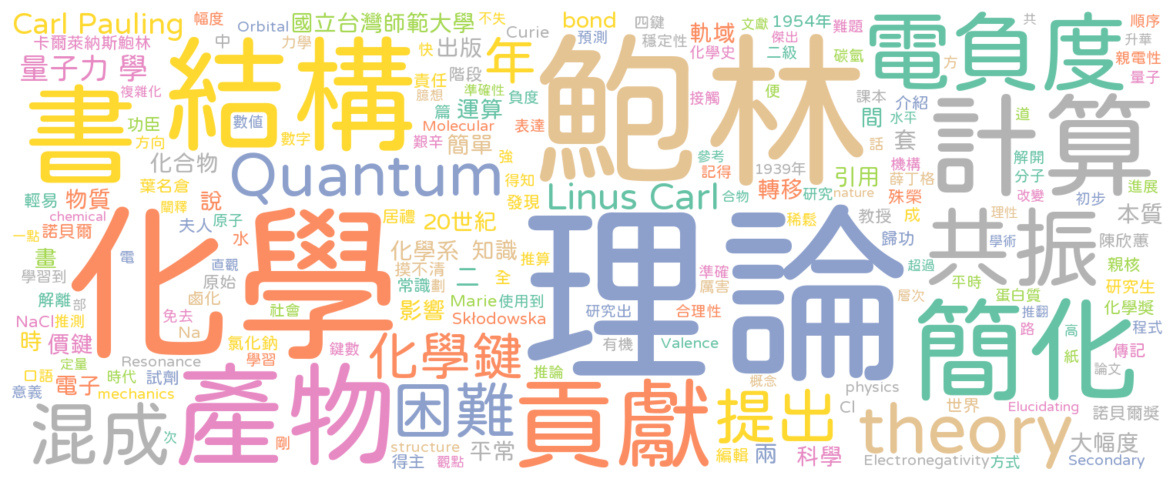 Carl Pauling
幅度
Orbital
國立台灣師範大學
不失
Curie
bond
四鍵
軌域
文獻
1954年
難題
共
順序
卡爾萊納斯鮑林
中
力學
快
出版
年
預測
穩定性
化學史
傑出
二級
碳氫
電負度
升華
方
親電性
量子
量子力 學
複雜化
結構
責任
階段
臆想
準確性
負度
接觸
便
鮑林
書
功臣
方向
數值
數字
篇
運算
Molecular
艱辛
簡單
表達
課本
間
介紹
水平
套
計算
道
解開
分子
話
化合物
Quantum
強
得知
發現
參考
記得
1939年
引用
機構
薛丁格
改變
進展
初步
輕易
物質
葉名倉
闡釋
說
Linus Carl
合物
轉移
研究
殊榮
nature
本質
chemical
諾貝爾
夫人
原子
水
居禮
20世紀
稀鬆
教授
成
歸功
共振
理性
學術
陳欣蕙
一點
電
化學
化學系
知識
推算
理論
超過
親核
畫
學習到
直觀
原始
摸不清
常識
劃
二
全
準確
厲害
平時
研究生
層次
蛋白質
化學獎
解離
部
鹵化
免去
社會
影響
Marie
使用到
Skłodowska
研究出
合理性
簡化
推翻
程式
路
高
NaCl
推測
Na
時
價鍵
氯化鈉
鍵數
化學鍵
有機
Valence
紙
傳記
定量
Resonance
學習
推論
概念
論文
口語
時代
電子
試劑
產物
困難
貢獻
physics
意義
mechanics
提出
Cl
世界
Elucidating
諾貝爾獎
混成
次
剛
theory
structure
平常
得主
觀點
編輯
兩
科學
大幅度
Electronegativity
方式
Secondary